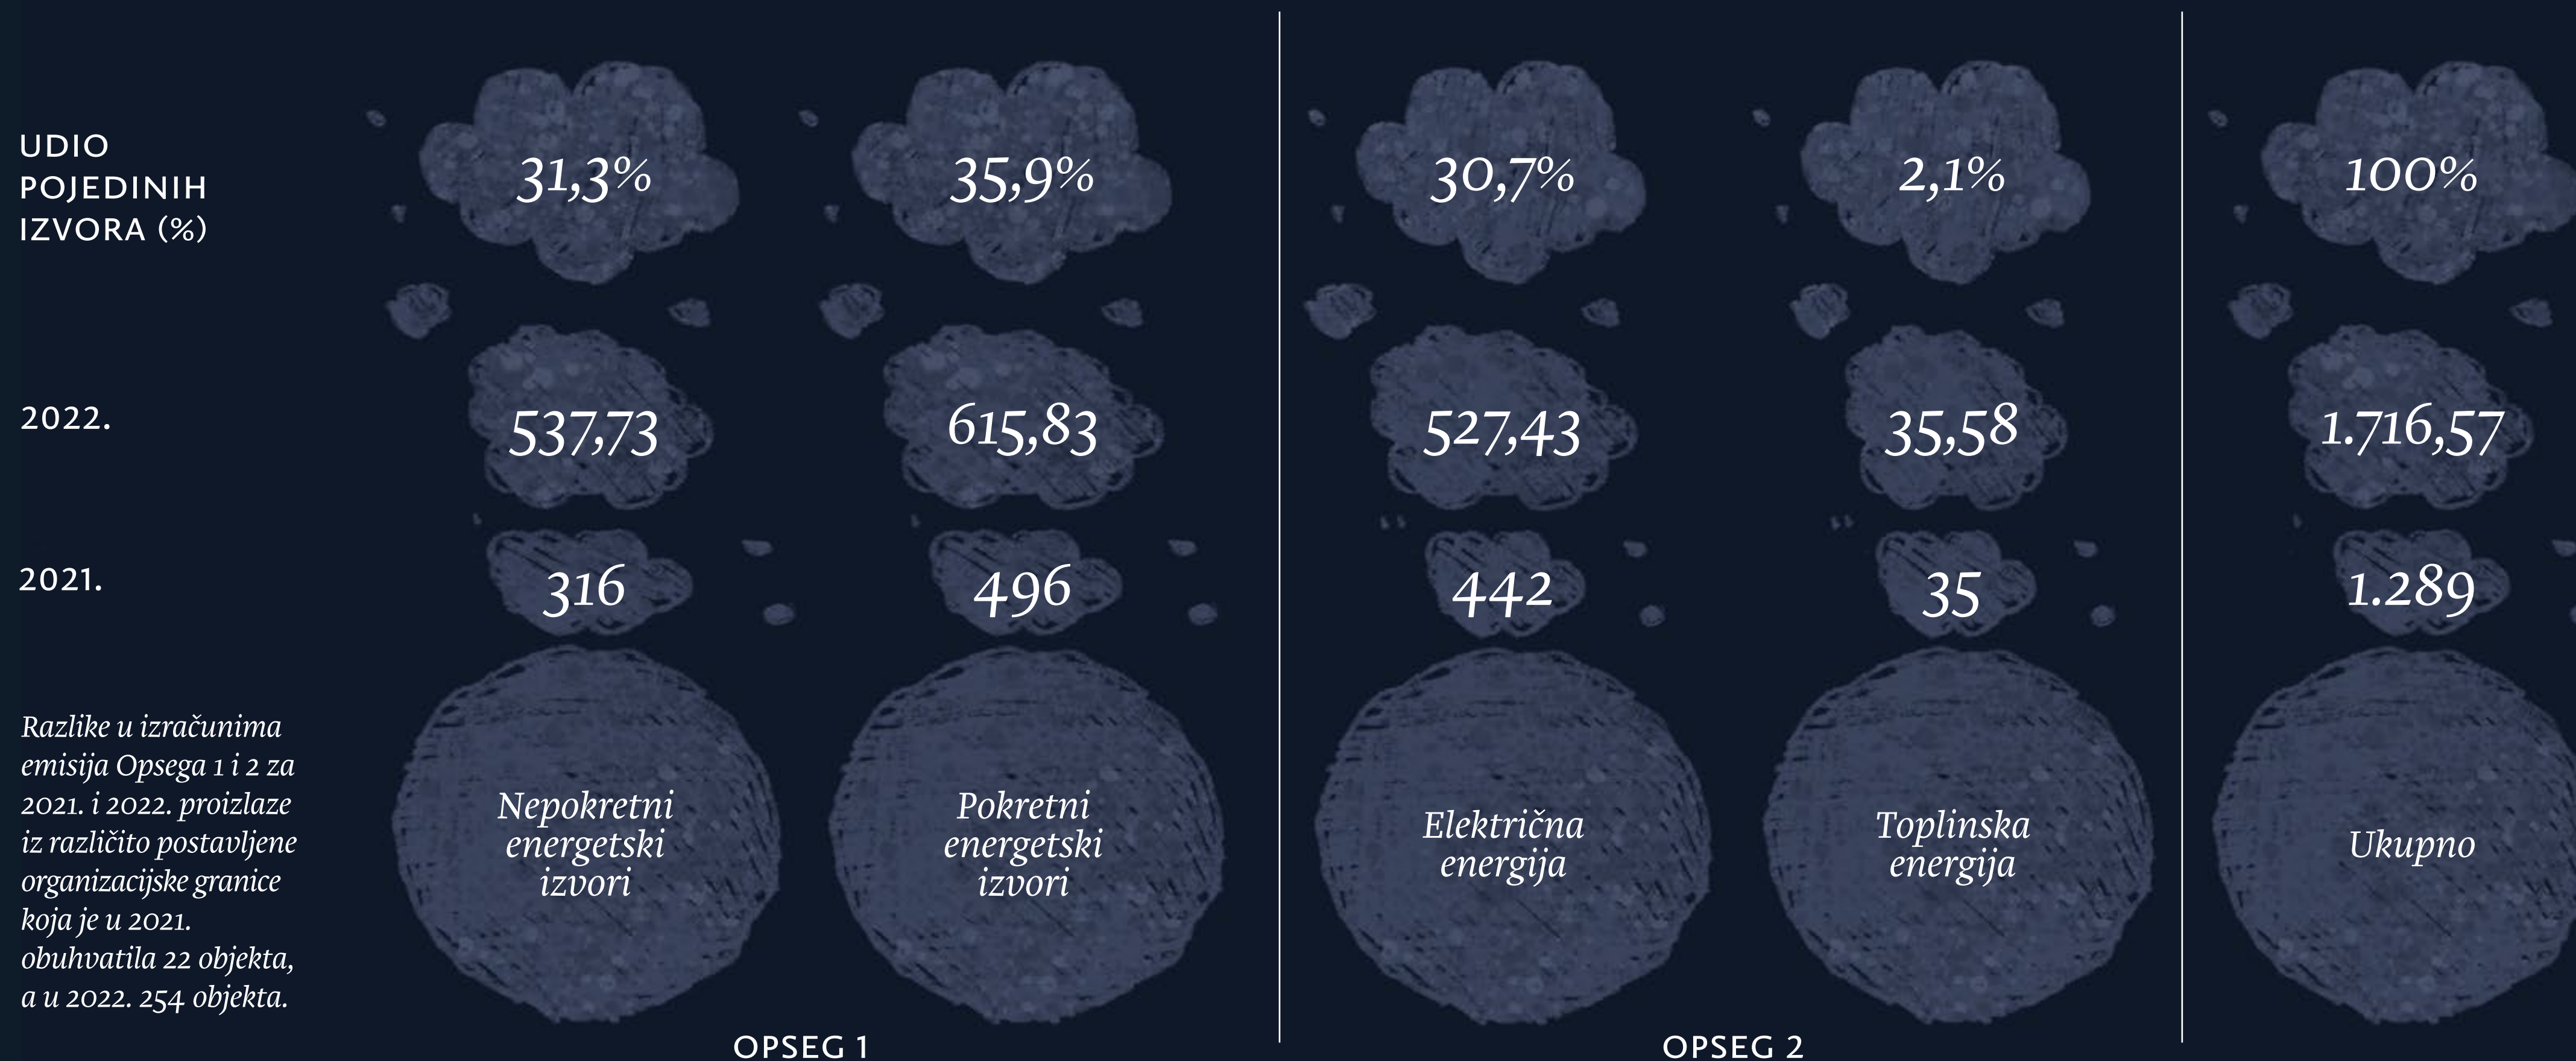 UDIO
POJEDINIH
IZVORA (%)
31,3%
35,9%
30,7%
2,1%
100%
2022.
537,73
615,83
527,43
35,58
1.716,57
2021.
316
496
442
35
1.289
Razlike u izračunima
emisija Opsega 1 i 2 za
2021. i 2022. proizlaze
iz različito postavljene
organizacijske granice
koja je u 2021.
obuhvatila 22 objekta,
a u 2022. 254 objekta.
Nepokretni
energetski
izvori
Pokretni
energetski
izvori
Električna
energija
Toplinska
energija
Ukupno
OPSEG 1
OPSEG 2